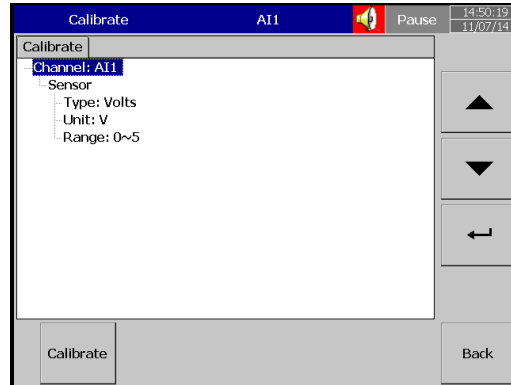 Calibrate AI1 Pause 14:50:19
11/07/14
Calibrate
Channel: AI1
Sensor
Type: Volts
Unit: V
Range: 0~5
Calibrate Back